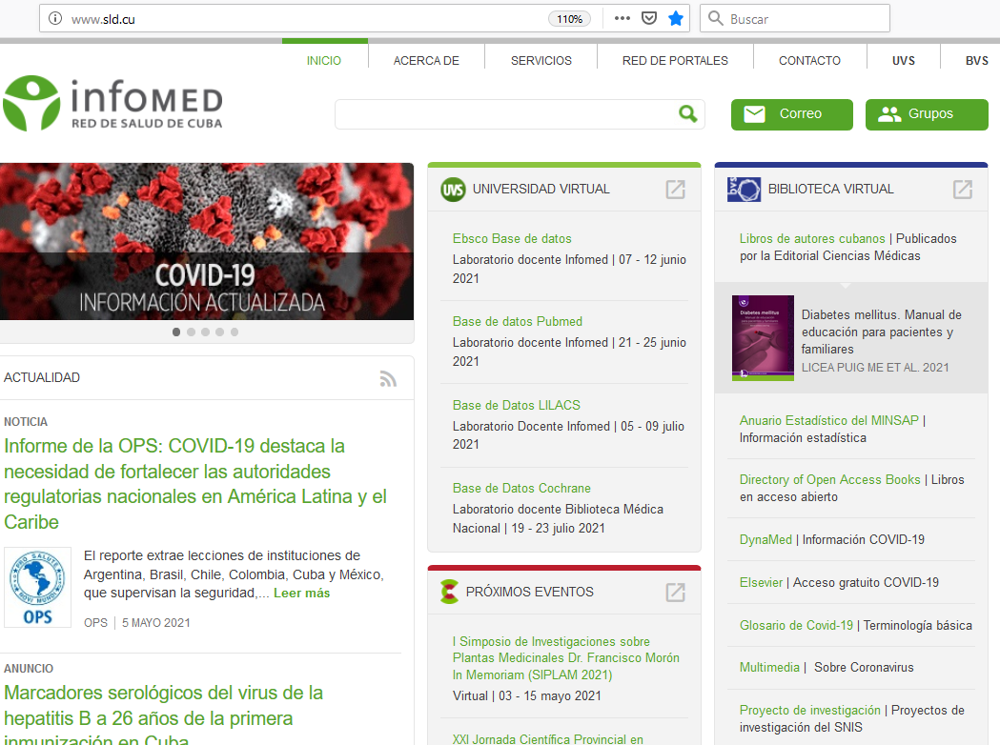 www.sld.cu
110%
Buscar
INICIO
ACERCA DE
SERVICIOS
RED DE PORTALES
CONTACTO
UVS
BVS
infOMED
RED DE SALUD DE CUBA
Correo
Grupos
COVID-19
INFORMACIÓN ACTUALIZADA
ACTUALIDAD
NOTICIA
Informe de la OPS: COVID-19 destaca la
necesidad de fortalecer las autoridades
regulatorias nacionales en América Latina y el
Caribe
PRO SALUTE
NOVI MUNDI
OPS
El reporte extrae lecciones de instituciones de
Argentina, Brasil, Chile, Colombia, Cuba y México,
que supervisan la seguridad,... Leer más
OPS | 5 MAYO 2021
ANUNCIO
Marcadores serológicos del virus de la
hepatitis B a 26 años de la primera
inmunización en Cuba
UVS UNIVERSIDAD VIRTUAL
Ebsco Base de datos
Laboratorio docente Infomed | 07 - 12 junio
2021
Base de datos Pubmed
Laboratorio docente Infomed | 21 - 25 junio
2021
Base de Datos LILACS
Laboratorio Docente Infomed | 05 - 09 julio
2021
Base de Datos Cochrane
Laboratorio docente Biblioteca Médica
Nacional | 19 - 23 julio 2021
PRÓXIMOS EVENTOS
I Simposio de Investigaciones sobre
Plantas Medicinales Dr. Francisco Morón
In Memoriam (SIPLAM 2021)
Virtual | 03 - 15 mayo 2021
XXI Jornada Científica Provincial en
BVS BIBLIOTECA VIRTUAL
Libros de autores cubanos | Publicados
por la Editorial Ciencias Médicas
Diabetes mellitus
Diabetes mellitus. Manual de
educación para pacientes y
familiares
LICEA PUIG ME ET AL. 2021
Anuario Estadístico del MINSAP |
Información estadística
Directory of Open Access Books | Libros
en acceso abierto
DynaMed | Información COVID-19
Elsevier | Acceso gratuito COVID-19
Glosario de Covid-19 | Terminología básica
Multimedia | Sobre Coronavirus
Proyecto de investigación | Proyectos de
investigación del SNIS